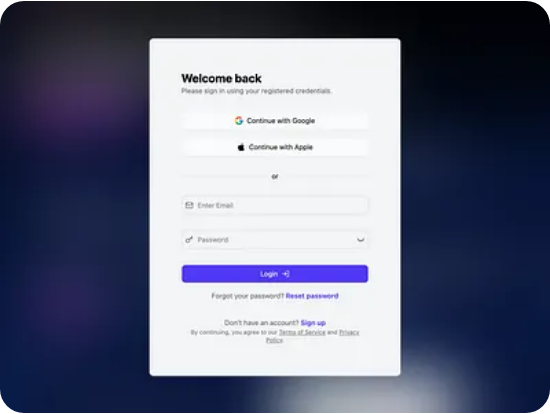 Welcome back
Please sign in using your registered credentials.
Continue with Google
Continue with Apple
or
Enter Email
Password
Login
Forgot your password? Reset password
Don't have an account? Sign up
By continuing, you agree to our Terms of Service and Privacy
Policy